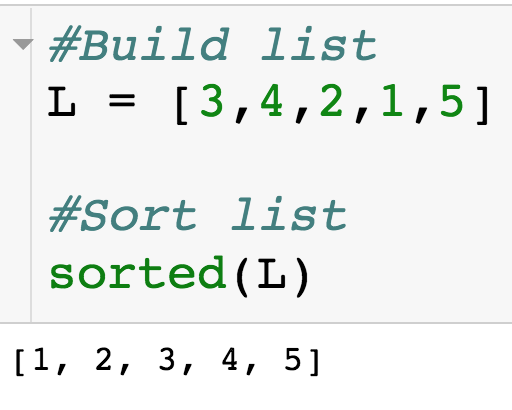 #Build list
L = [3,4,2,1,5]
#Sort list
sorted(L)
[1, 2, 3, 4, 5]